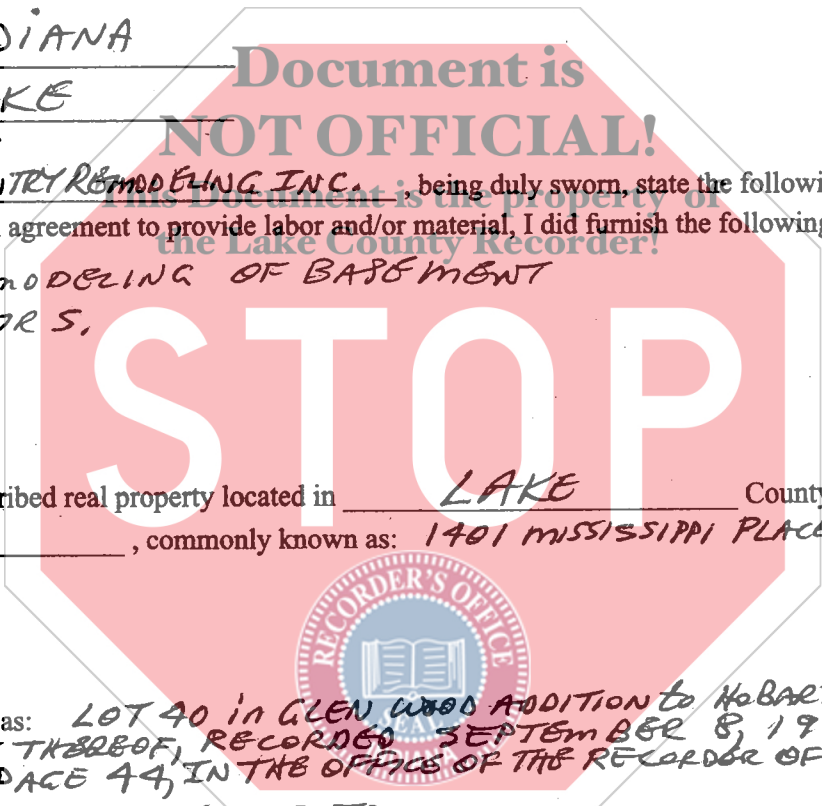 DIANA
Document is
KE
NOT OFFICIAL!
TRY REMODELING INC. , being duly sworn, state the followi
This Document is the property of
agreement to provide labor and/or material, I did furnish the following
the Lake County Recorder!
MODELING OF BASEMENT
OR S.
STOP
ribed real property located in LAKE County
, commonly known as: 1401 MISSISSIPPI PLACE
RECORDER'S OFFICE
as: LOT 40 in GLEN WOOD ADDITION to HOBART
SEAL
THEREOF, RECORDED SEPTEMBER 8, 19
INDIANA
PAGE 44, IN THE OFFICE OF THE RECORDER OF